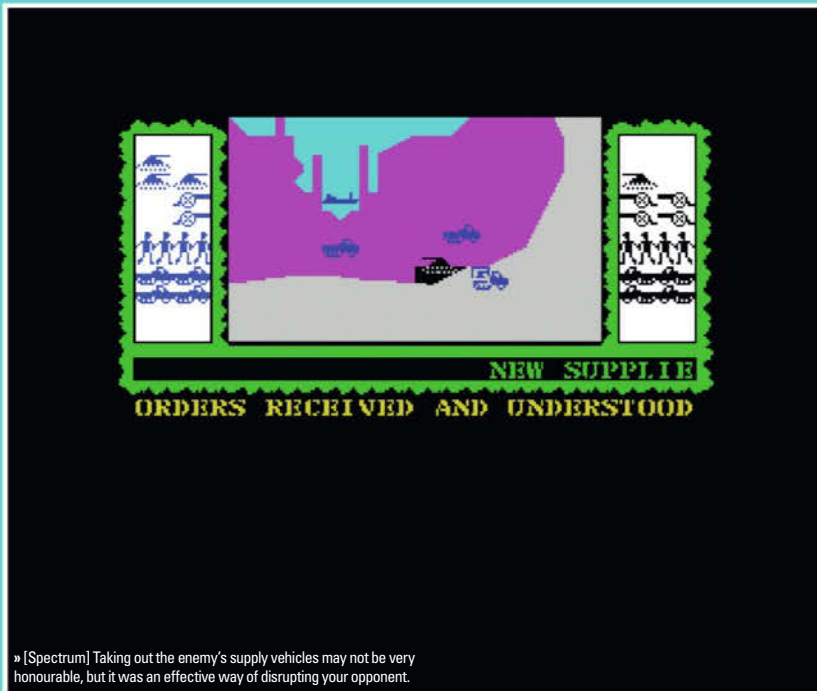 NEW SUPPLIE
ORDERS RECEIVED AND UNDERSTOOD
» [Spectrum] Taking out the enemy's supply vehicles may not be very
honourable, but it was an effective way of disrupting your opponent.